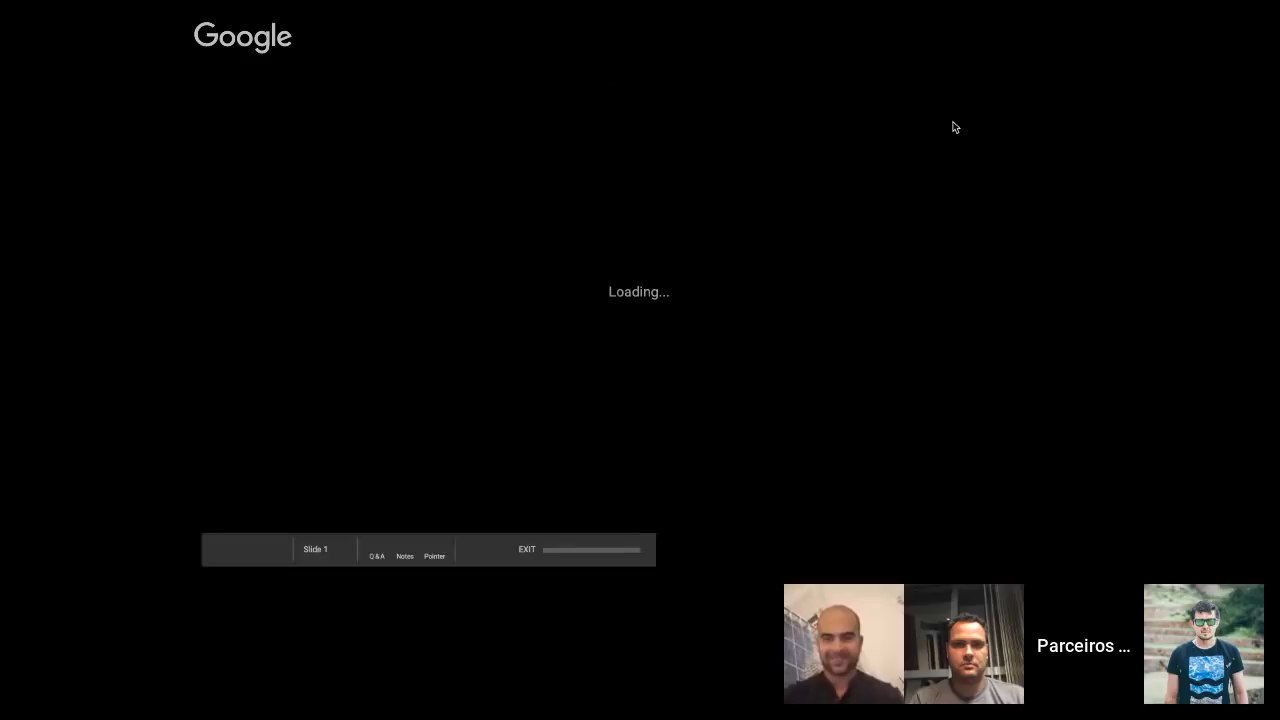 Google
Loading...
Slide 1
Q & A Notes Pointer
EXIT
Parceiros ...